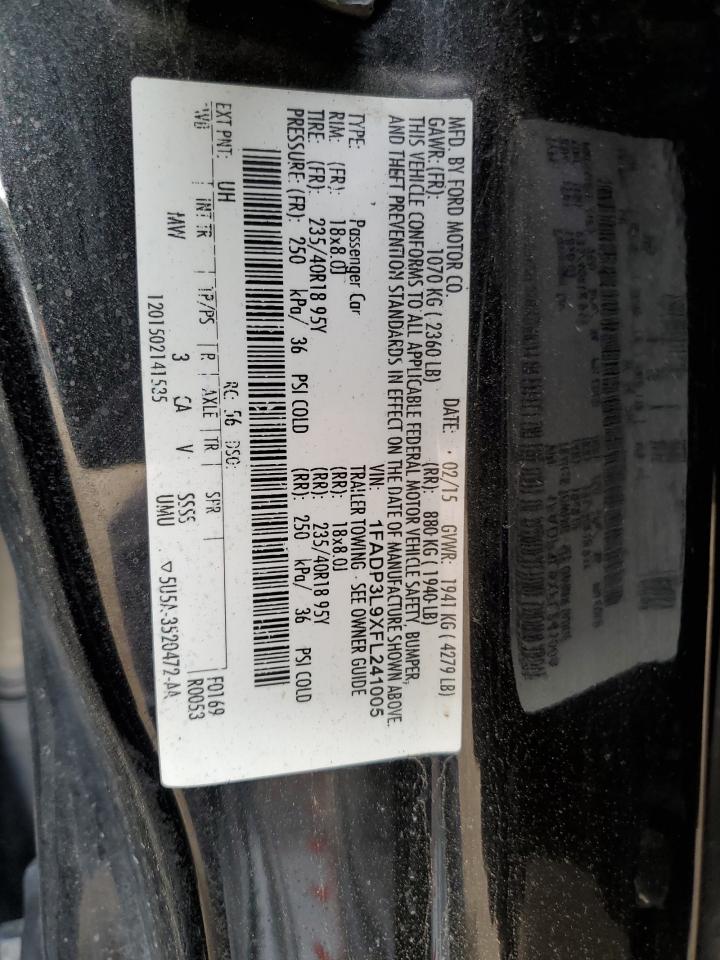 MFD. BY FORD MOTOR CO.
DATE: 02/15 GVWR: 1941 KG ( 4279 LB)
GAWR: (FR): 1070 KG ( 2360 LB) (RR): 880 KG ( 1940 LB)
THIS VEHICLE CONFORMS TO ALL APPLICABLE FEDERAL MOTOR VEHICLE SAFETY, BUMPER,
AND THEFT PREVENTION STANDARDS IN EFFECT ON THE DATE OF MANUFACTURE SHOWN ABOVE.
VIN: 1FADP3L9XFL241005
TYPE: Passenger Car TRAILER TOWING - SEE OWNER GUIDE
RIM: (FR): 18x8.0J (RR): 18x8.0J
TIRE: (FR): 235/40R18 95Y (RR): 235/40R18 95Y
PRESSURE: (FR): 250 kPa/ 36 PSI COLD (RR): 250 kPa/ 36 PSI COLD
EXT PNT: UH RC: 56 DSO: F0169
WB INT TR TP/PS R AXLE TR SPR R0053
MW 3 CA V SSSS
UMU ▽5U5A-3520472-AA
1201502141535